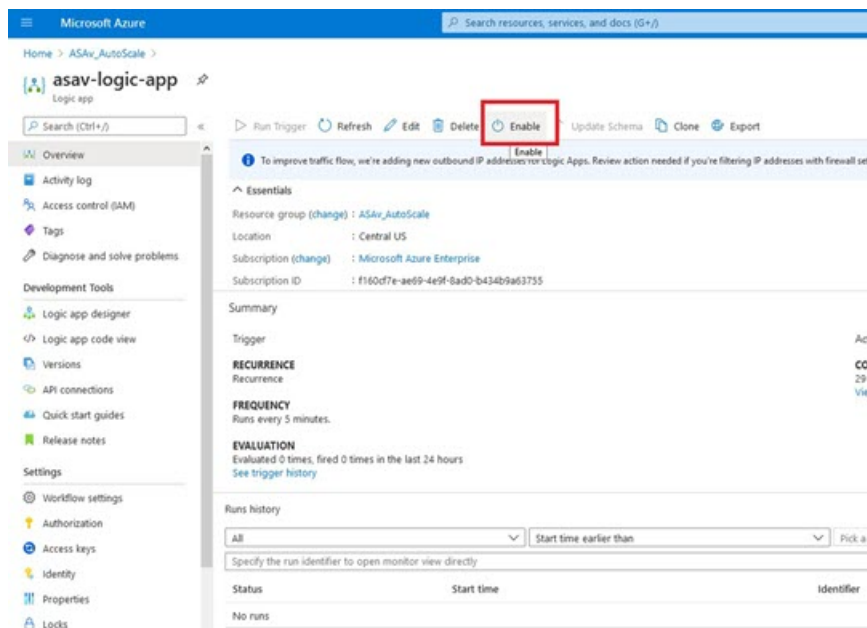 Microsoft Azure
Search resources, services, and docs (G+/)
Home > ASAv_AutoScale >
asav-logic-app
Logic app
Search (Ctrl+/)
«
Run Trigger Refresh Edit Delete Enable Update Schema Clone Export
Enable
Overview
Activity log
Access control (IAM)
Tags
Diagnose and solve problems
Development Tools
Logic app designer
Logic app code view
Versions
API connections
Quick start guides
Release notes
Settings
Workflow settings
Authorization
Access keys
Identity
Properties
Locks
To improve traffic flow, we're adding new outbound IP addresses for Logic Apps. Review action needed if you're filtering IP addresses with firewall se
Essentials
Resource group (change) : ASAv_AutoScale
Location : Central US
Subscription (change) : Microsoft Azure Enterprise
Subscription ID : f160cf7e-ae69-4e9f-8ad0-b434b9a63755
Summary
Trigger
RECURRENCE
Recurrence
FREQUENCY
Runs every 5 minutes.
EVALUATION
Evaluated 0 times, fired 0 times in the last 24 hours
See trigger history
Ac
CO
29
Vie
Runs history
All Start time earlier than Pick a
Specify the run identifier to open monitor view directly
Status Start time Identifier
No runs